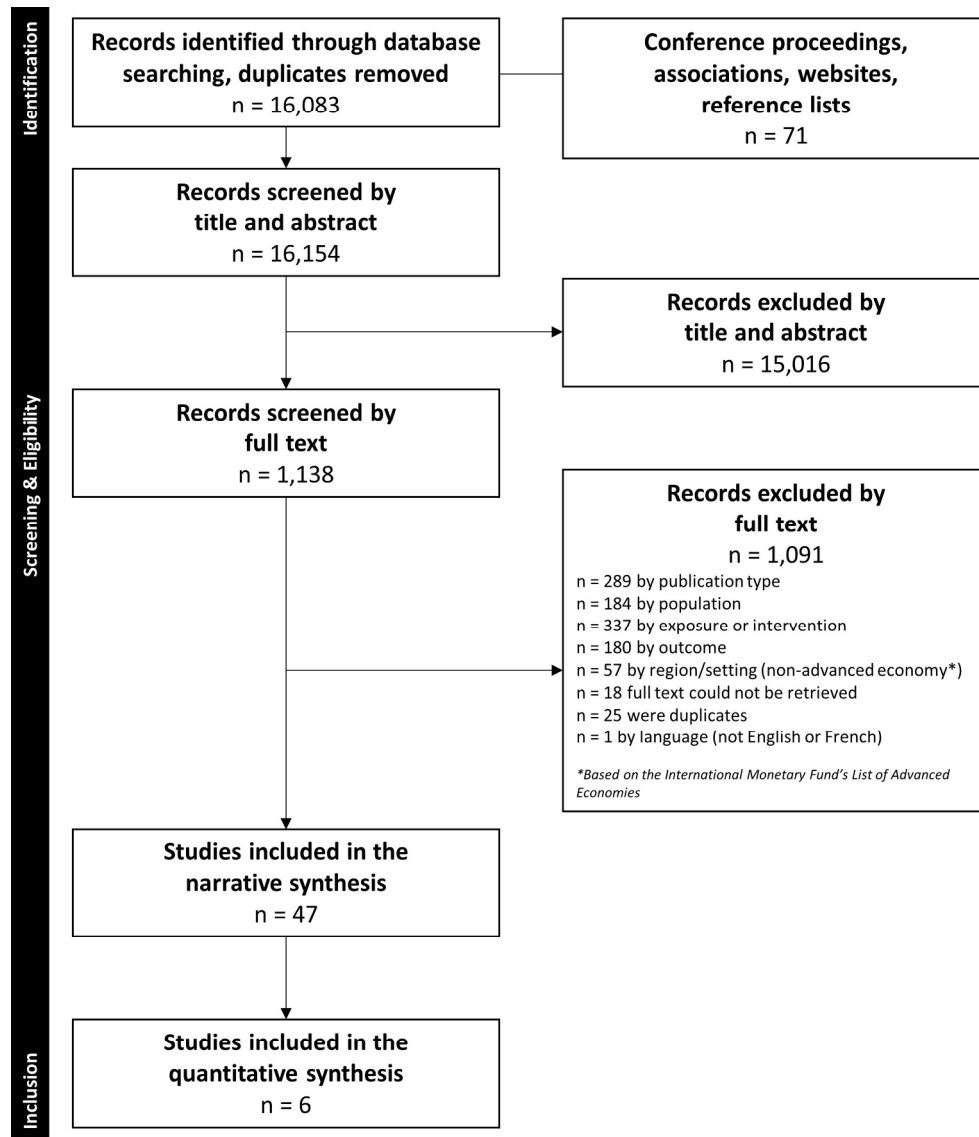 Identification
Records identified through database
searching, duplicates removed
n = 16,083
Conference proceedings,
associations, websites,
reference lists
n = 71
Screening & Eligibility
Records screened by
title and abstract
n = 16,154
Records excluded by
title and abstract
n = 15,016
Records screened by
full text
n = 1,138
Records excluded by
full text
n = 1,091
n = 289 by publication type
n = 184 by population
n = 337 by exposure or intervention
n = 180 by outcome
n = 57 by region/setting (non-advanced economy*)
n = 18 full text could not be retrieved
n = 25 were duplicates
n = 1 by language (not English or French)
*Based on the International Monetary Fund's List of Advanced
Economies
Studies included in the
narrative synthesis
n = 47
Inclusion
Studies included in the
quantitative synthesis
n = 6